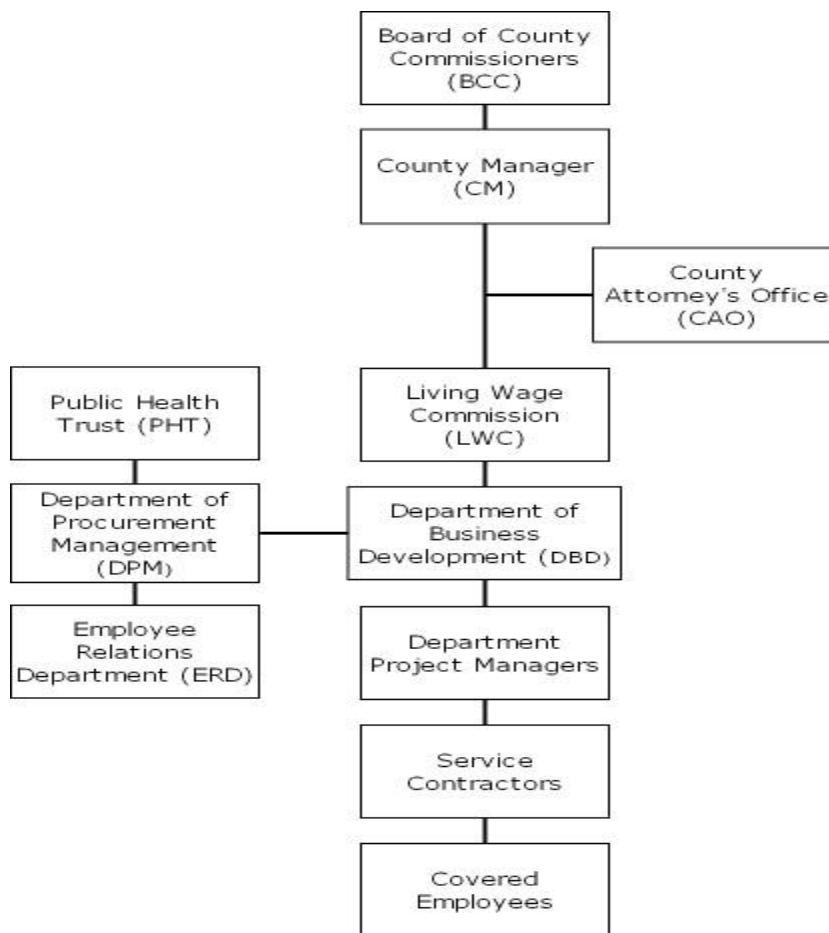 Board of County
Commissioners
(BCC)
County Manager
(CM)
County
Attorney's Office
(CAO)
Living Wage
Commission
(LWC)
Public Health
Trust (PHT)
Department of
Procurement
Management
(DPM)
Department of
Business
Development (DBD)
Employee
Relations
Department (ERD)
Department
Project Managers
Service
Contractors
Covered
Employees